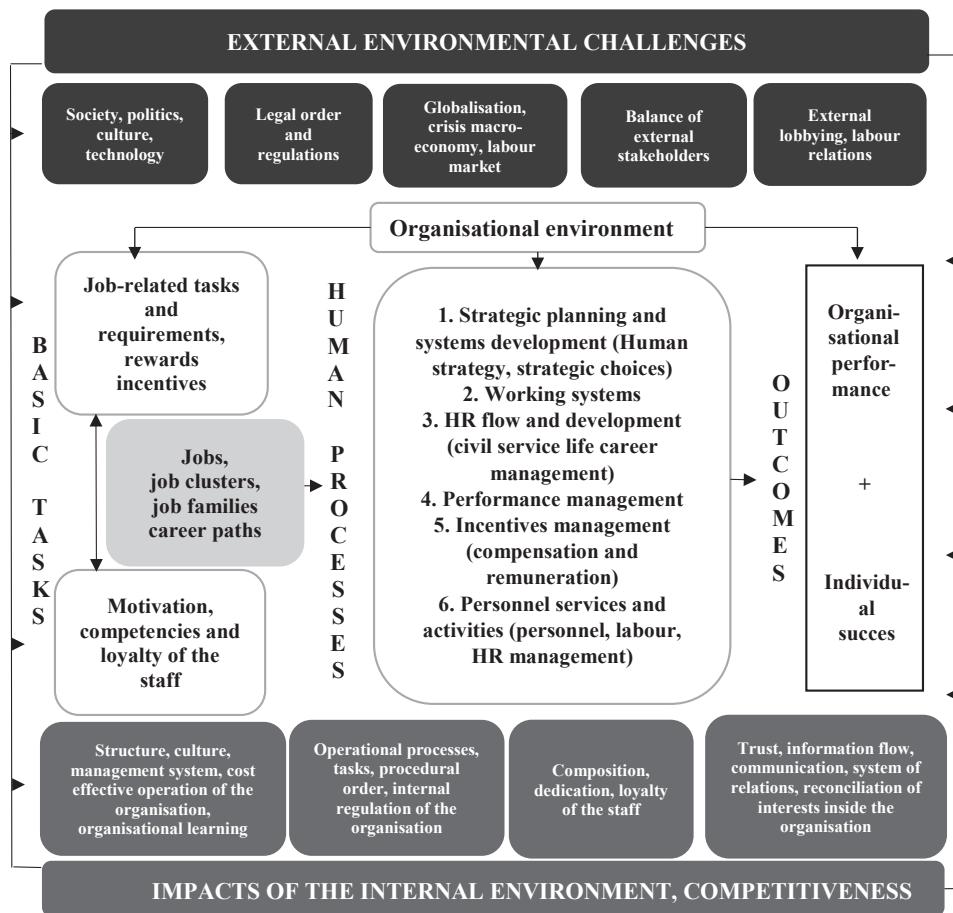 EXTERNAL ENVIRONMENTAL CHALLENGES
Society, politics,
culture,
technology
Legal order
and
regulations
Globalisation,
crisis macro-
economy, labour
market
Balance of
external
stakeholders
External
lobbying, labour
relations
Organisational environment
BASIC TASKS
Job-related tasks
and
requirements,
rewards
incentives
Jobs,
job clusters,
job families
career paths
Motivation,
competencies and
loyalty of the
staff
HUMAN PROCESSES
1. Strategic planning and
systems development (Human
strategy, strategic choices)
2. Working systems
3. HR flow and development
(civil service life career
management)
4. Performance management
5. Incentives management
(compensation and
remuneration)
6. Personnel services and
activities (personnel, labour,
HR management)
OUTCOMES
Organi-
sational
perfor-
mance
+
Individu-
al
succes
Structure, culture,
management system, cost
effective operation of the
organisation,
organisational learning
Operational processes,
tasks, procedural
order, internal
regulation of the
organisation
Composition,
dedication, loyalty
of the staff
Trust, information flow,
communication, system of
relations, reconciliation of
interests inside the
organisation
IMPACTS OF THE INTERNAL ENVIRONMENT, COMPETITIVENESS